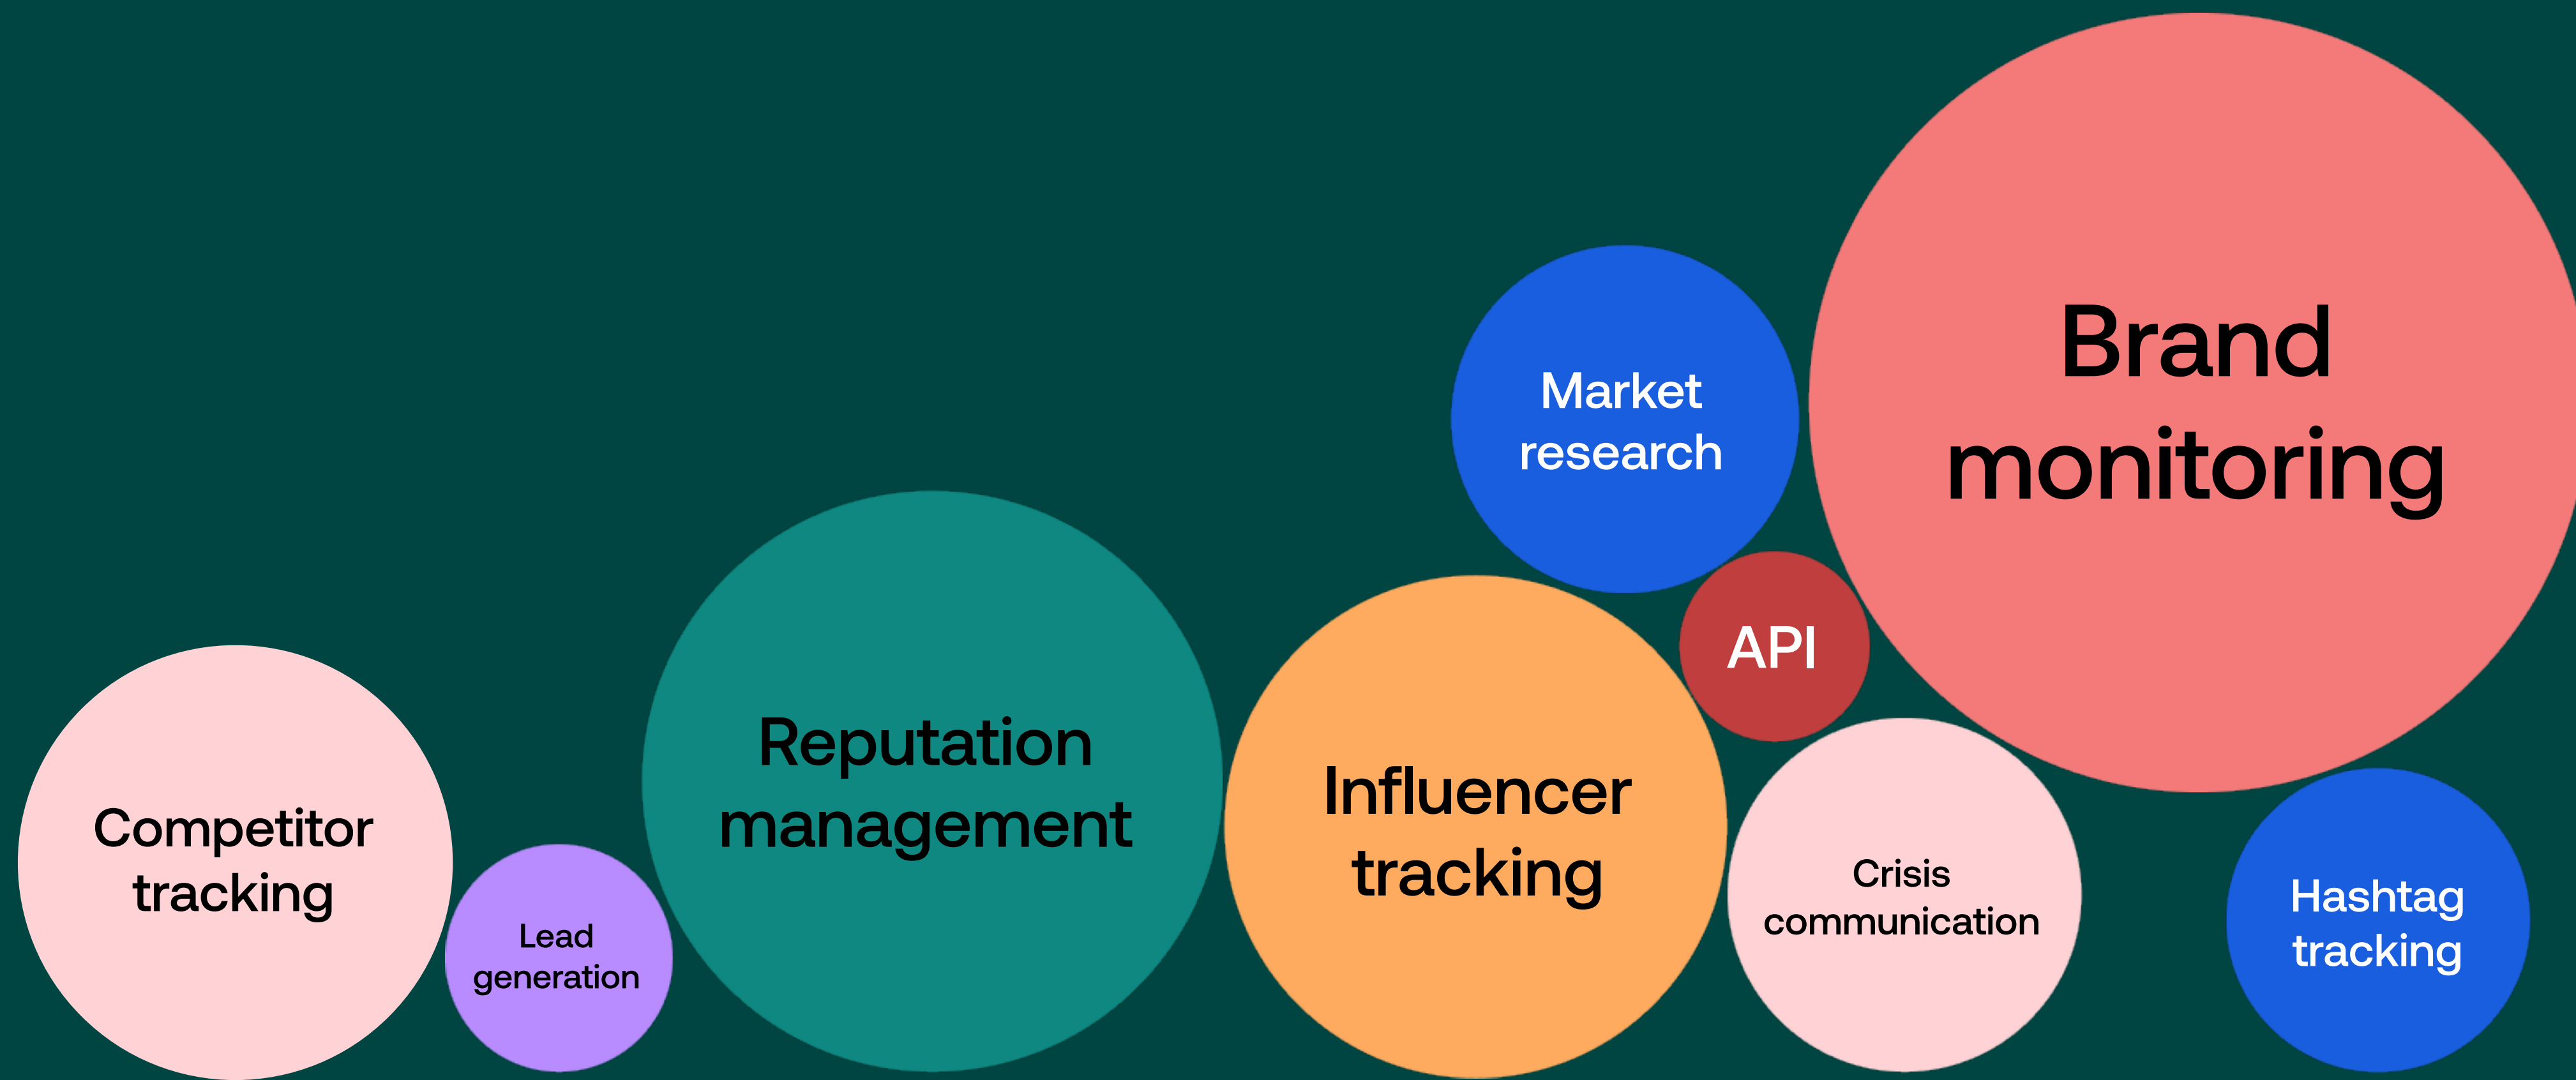 Competitor
tracking
Lead
generation
Reputation
management
Influencer
tracking
Market
research
API
Crisis
communication
Brand
monitoring
Hashtag
tracking